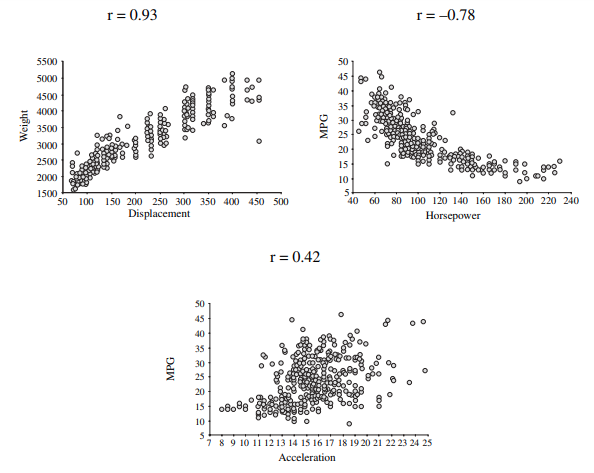 r = 0.93
r = –0.78
5500
5000
4500
4000
3500
3000
2500
2000
1500
Weight
50 100 150 200 250 300 350 400 450 500
Displacement
50
45
40
35
30
25
20
15
10
5
MPG
40 60 80 100 120 140 160 180 200 220 240
Horsepower
r = 0.42
50
45
40
35
30
25
20
15
10
5
MPG
7 8 9 10 11 12 13 14 15 16 17 18 19 20 21 22 23 24 25
Acceleration